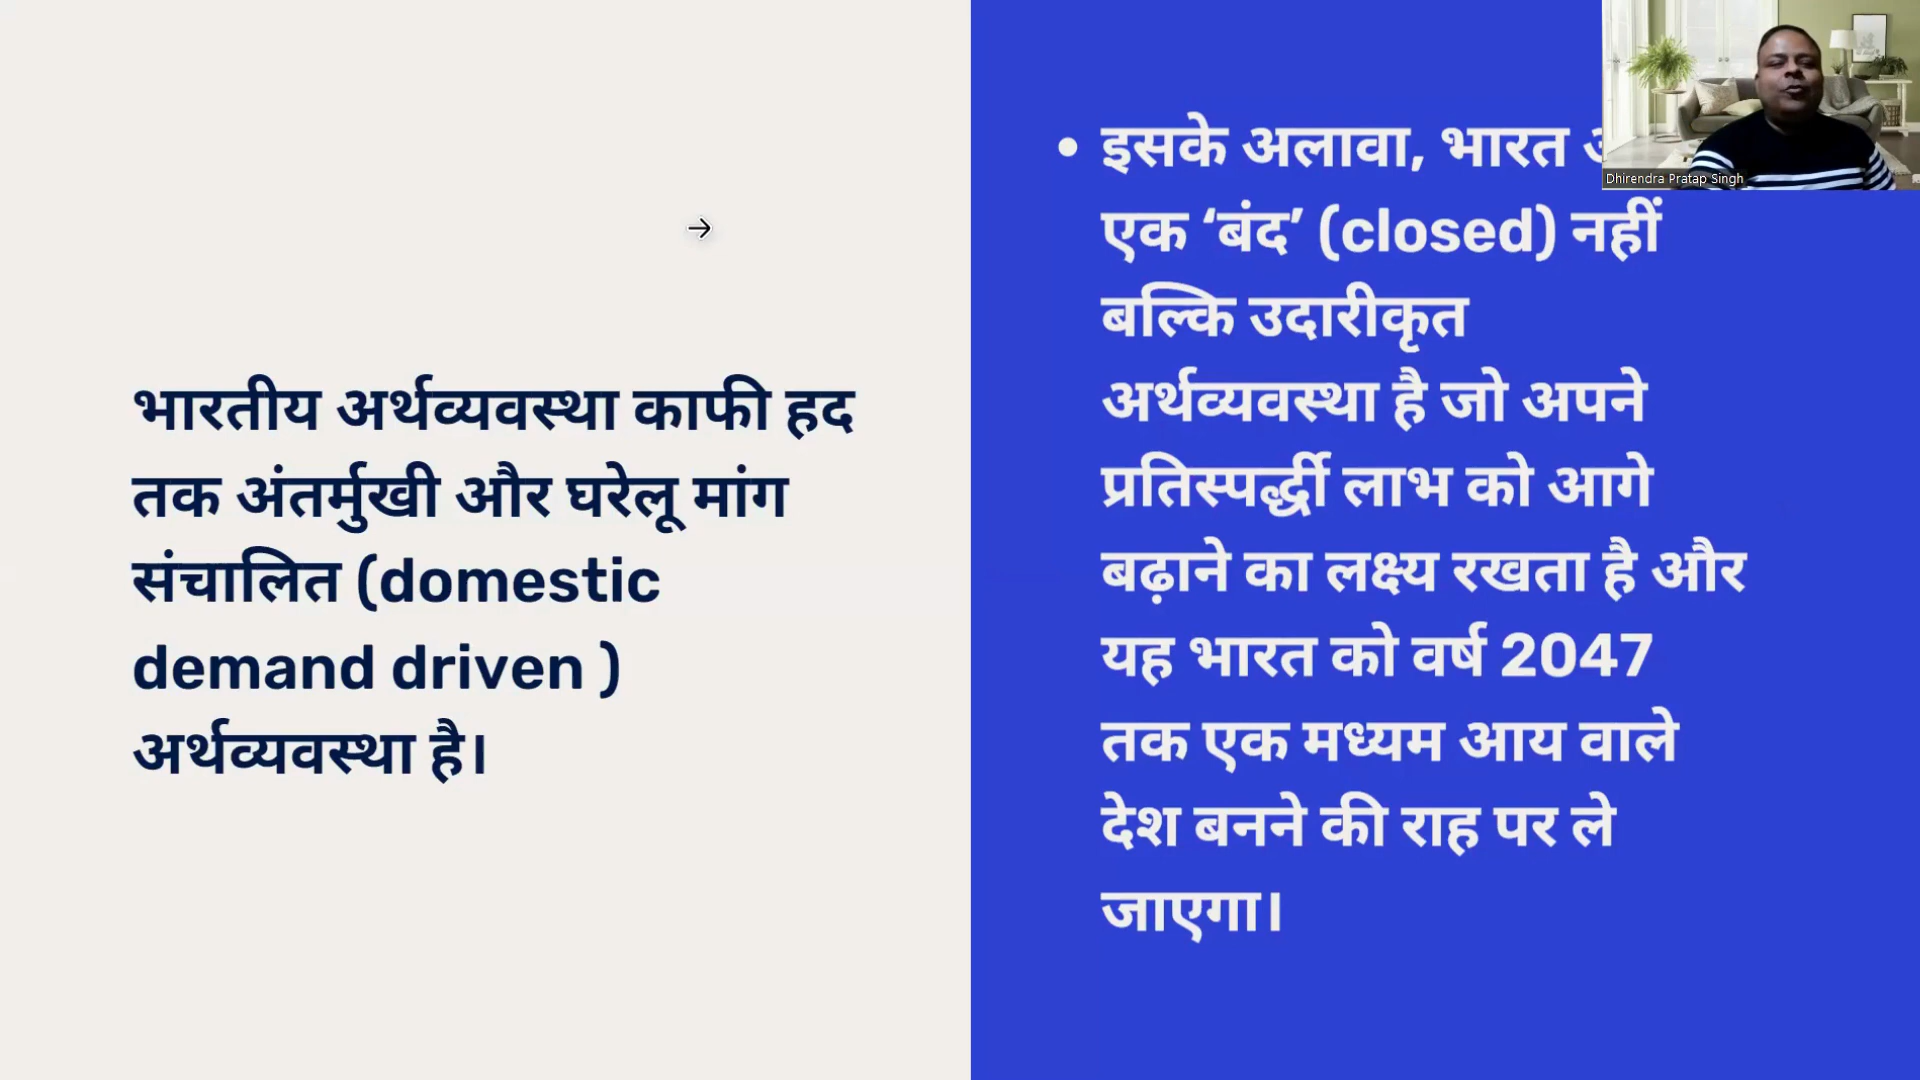 भारतीय अर्थव्यवस्था काफी हद
तक अंतर्मुखी और घरेलू मांग
संचालित (domestic
demand driven )
अर्थव्यवस्था है।
• इसके अलावा, भारत
एक ‘बंद’ (closed) नहीं
बल्कि उदारीकृत
अर्थव्यवस्था है जो अपने
प्रतिस्पर्द्धी लाभ को आगे
बढ़ाने का लक्ष्य रखता है और
यह भारत को वर्ष 2047
तक एक मध्यम आय वाले
देश बनने की राह पर ले
जाएगा।
Dhirendra Pratap Singh